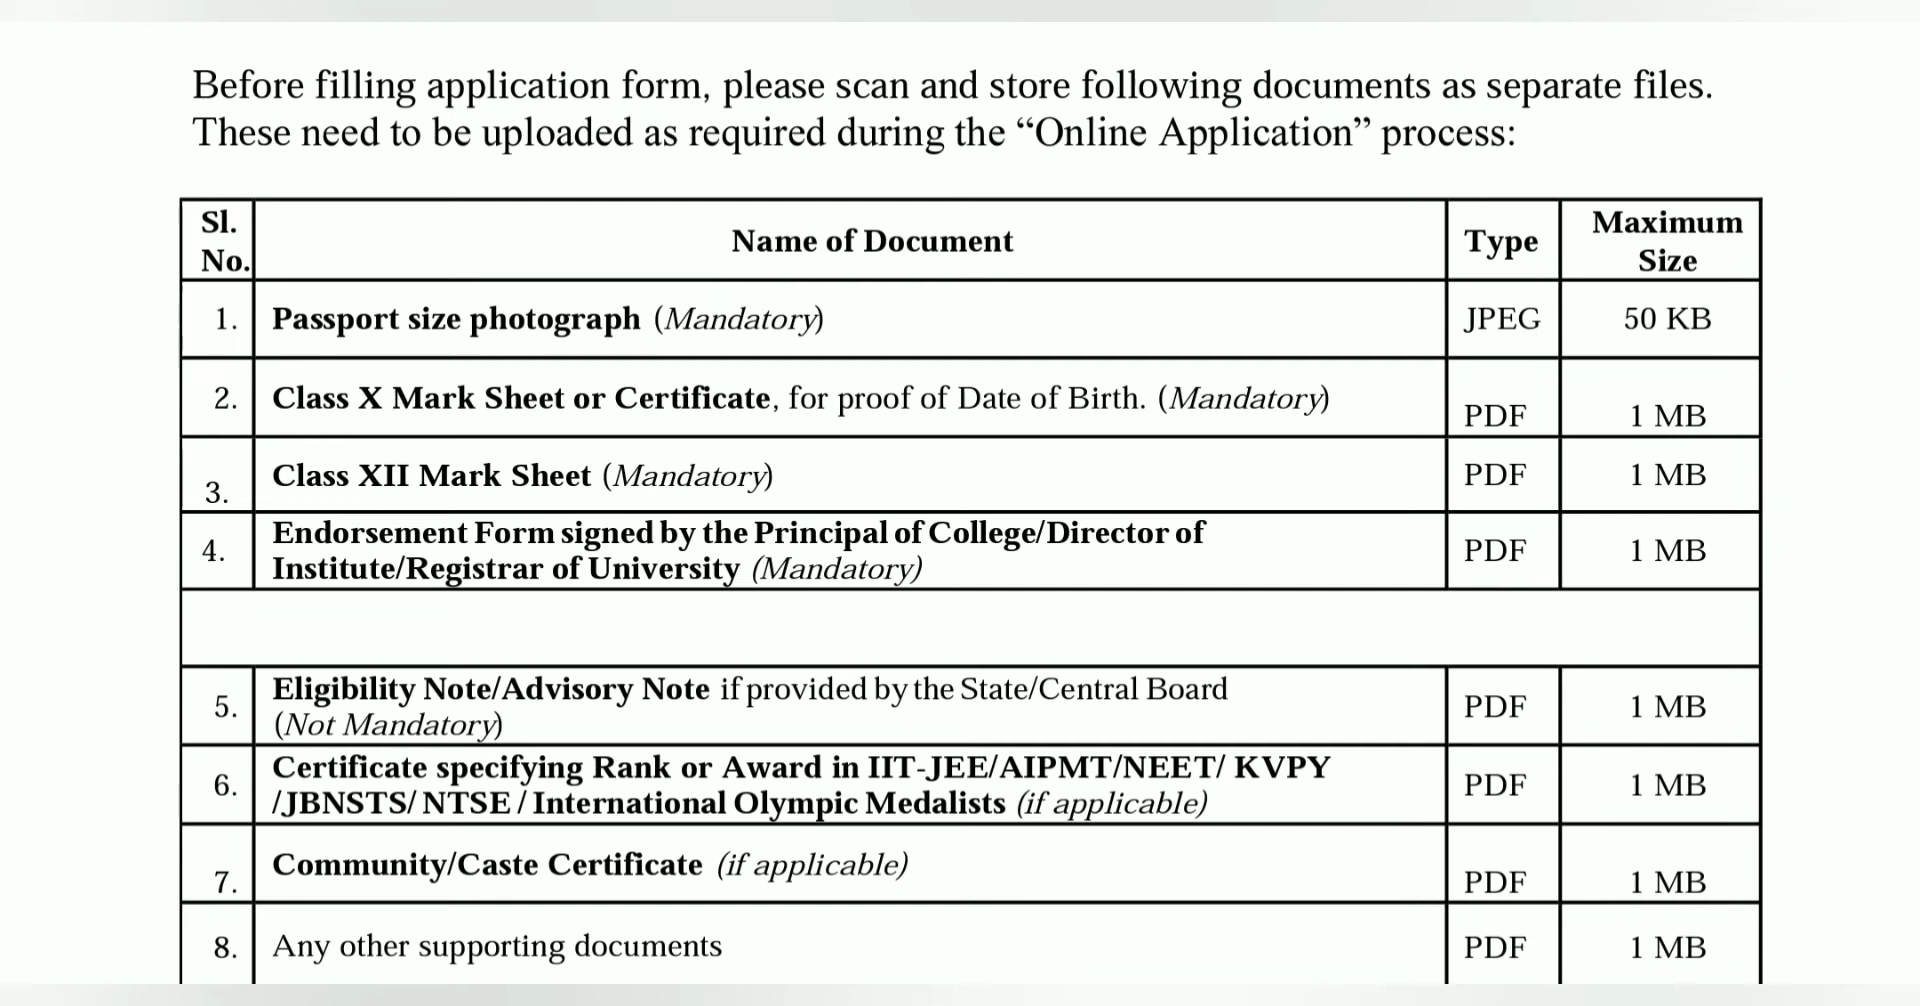 Before filling application form, please scan and store following documents as separate files.
These need to be uploaded as required during the “Online Application” process:
Sl. No. Name of Document Type Maximum Size
1. Passport size photograph (Mandatory) JPEG 50 KB
2. Class X Mark Sheet or Certificate, for proof of Date of Birth. (Mandatory) PDF 1 MB
3. Class XII Mark Sheet (Mandatory) PDF 1 MB
4. Endorsement Form signed by the Principal of College/Director of
Institute/Registrar of University (Mandatory) PDF 1 MB
5. Eligibility Note/Advisory Note if provided by the State/Central Board
(Not Mandatory) PDF 1 MB
6. Certificate specifying Rank or Award in IIT-JEE/AIPMT/NEET/ KVPY
/JBNSTS/ NTSE / International Olympic Medalists (if applicable) PDF 1 MB
7. Community/Caste Certificate (if applicable) PDF 1 MB
8. Any other supporting documents PDF 1 MB